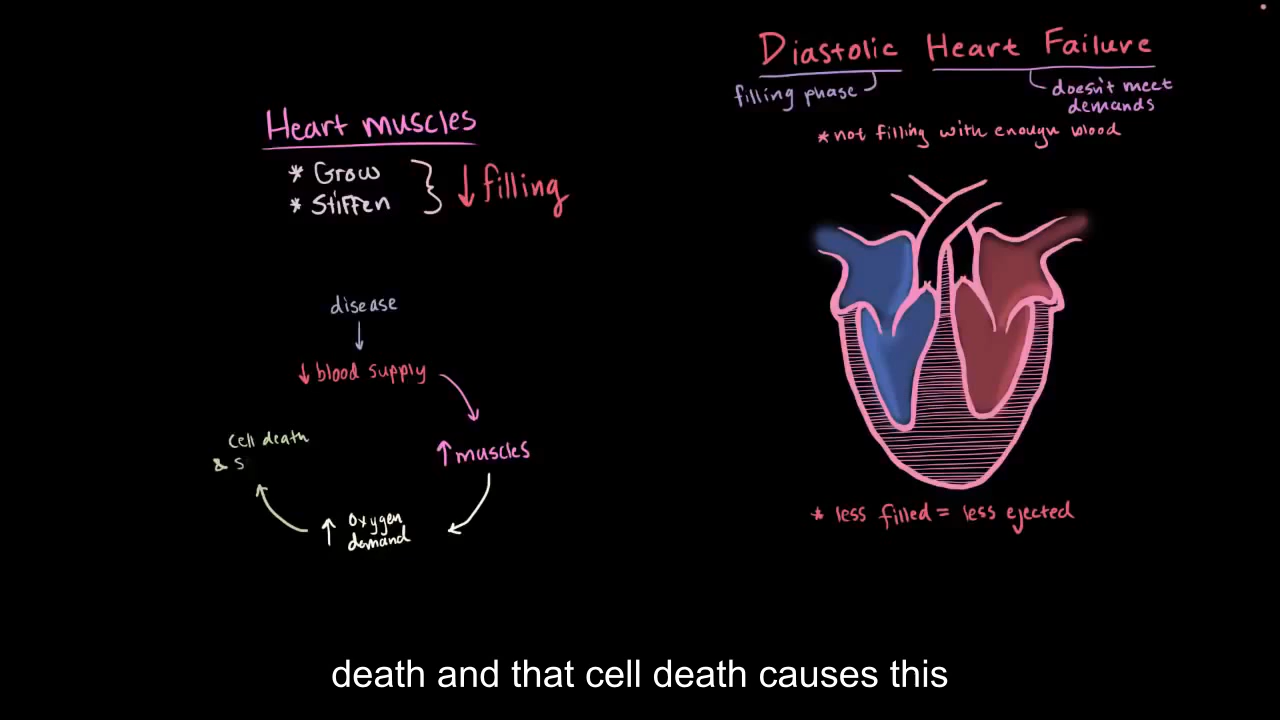 Diastolic Heart Failure
filling phase
doesn't meet
demands
*not filling with enough blood
Heart muscles
* Grow
* Stiffen
↓ filling
disease
↓ blood supply
↑ muscles
↑ oxygen
demand
cell death
& s
* less filled = less ejected
death and that cell death causes this